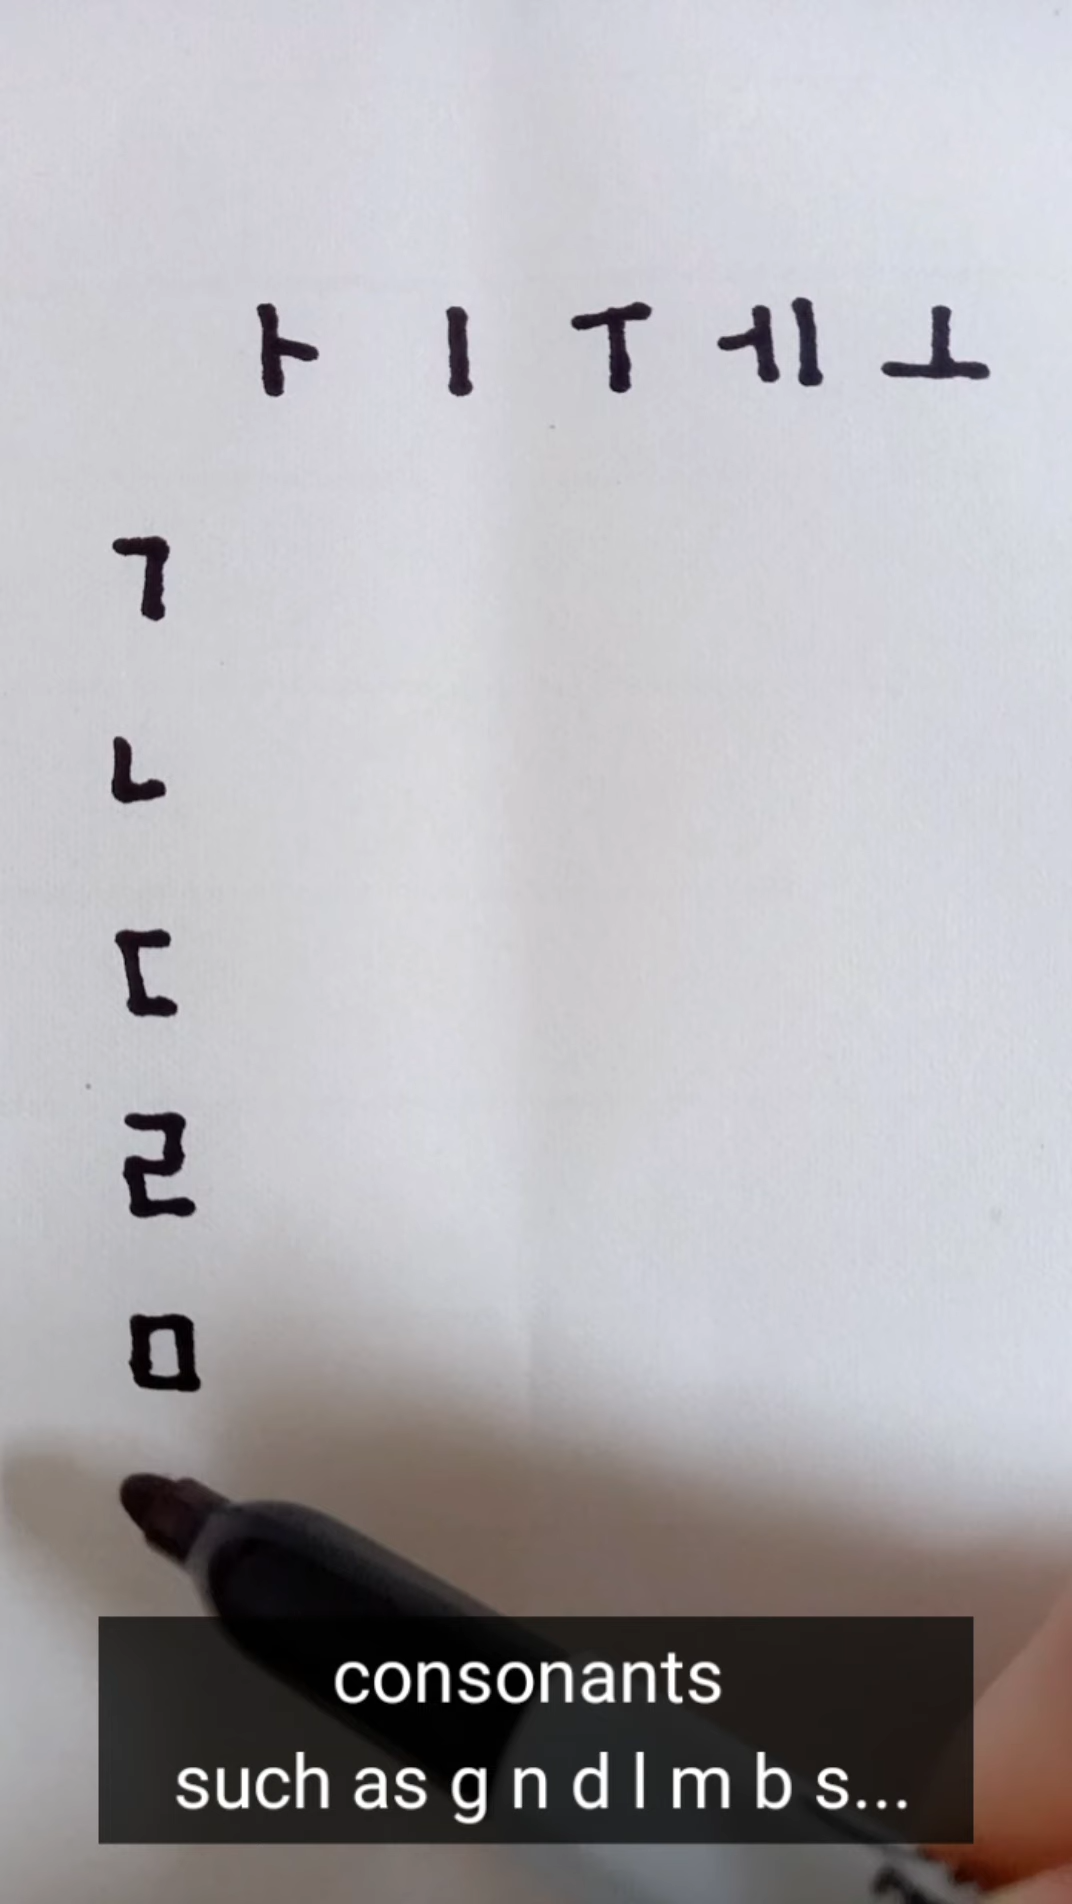 ㅏ ㅣ ㅜ ㅔ ㅗ
ㄱ
ㄴ
ㄷ
ㄹ
ㅁ
consonants
such as g n d l m b s...